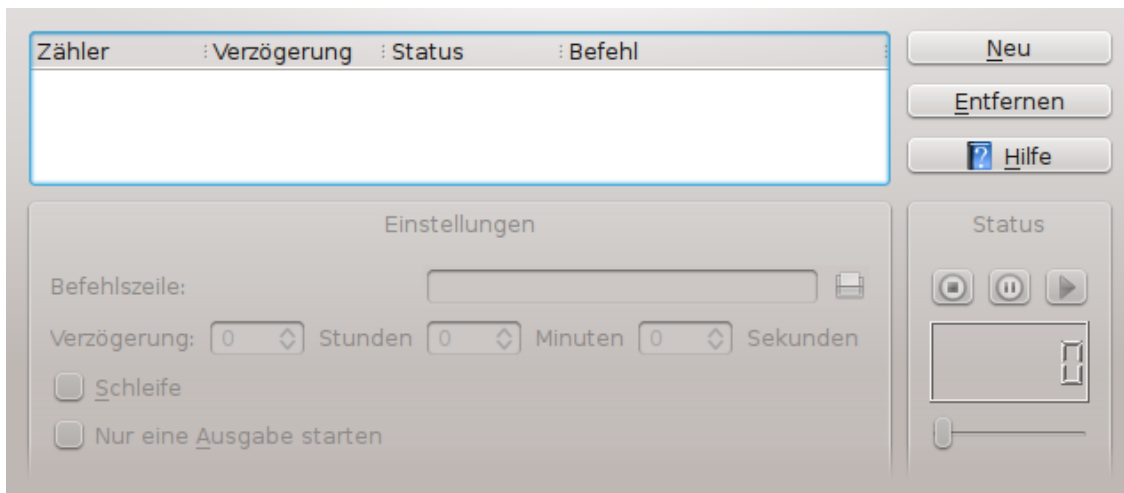 Zähler Verzögerung Status Befehl
Neu
Entfernen
Hilfe
Einstellungen
Befehlszeile:
Verzögerung: 0 Stunden 0 Minuten 0 Sekunden
Schleife
Nur eine Ausgabe starten
Status
0